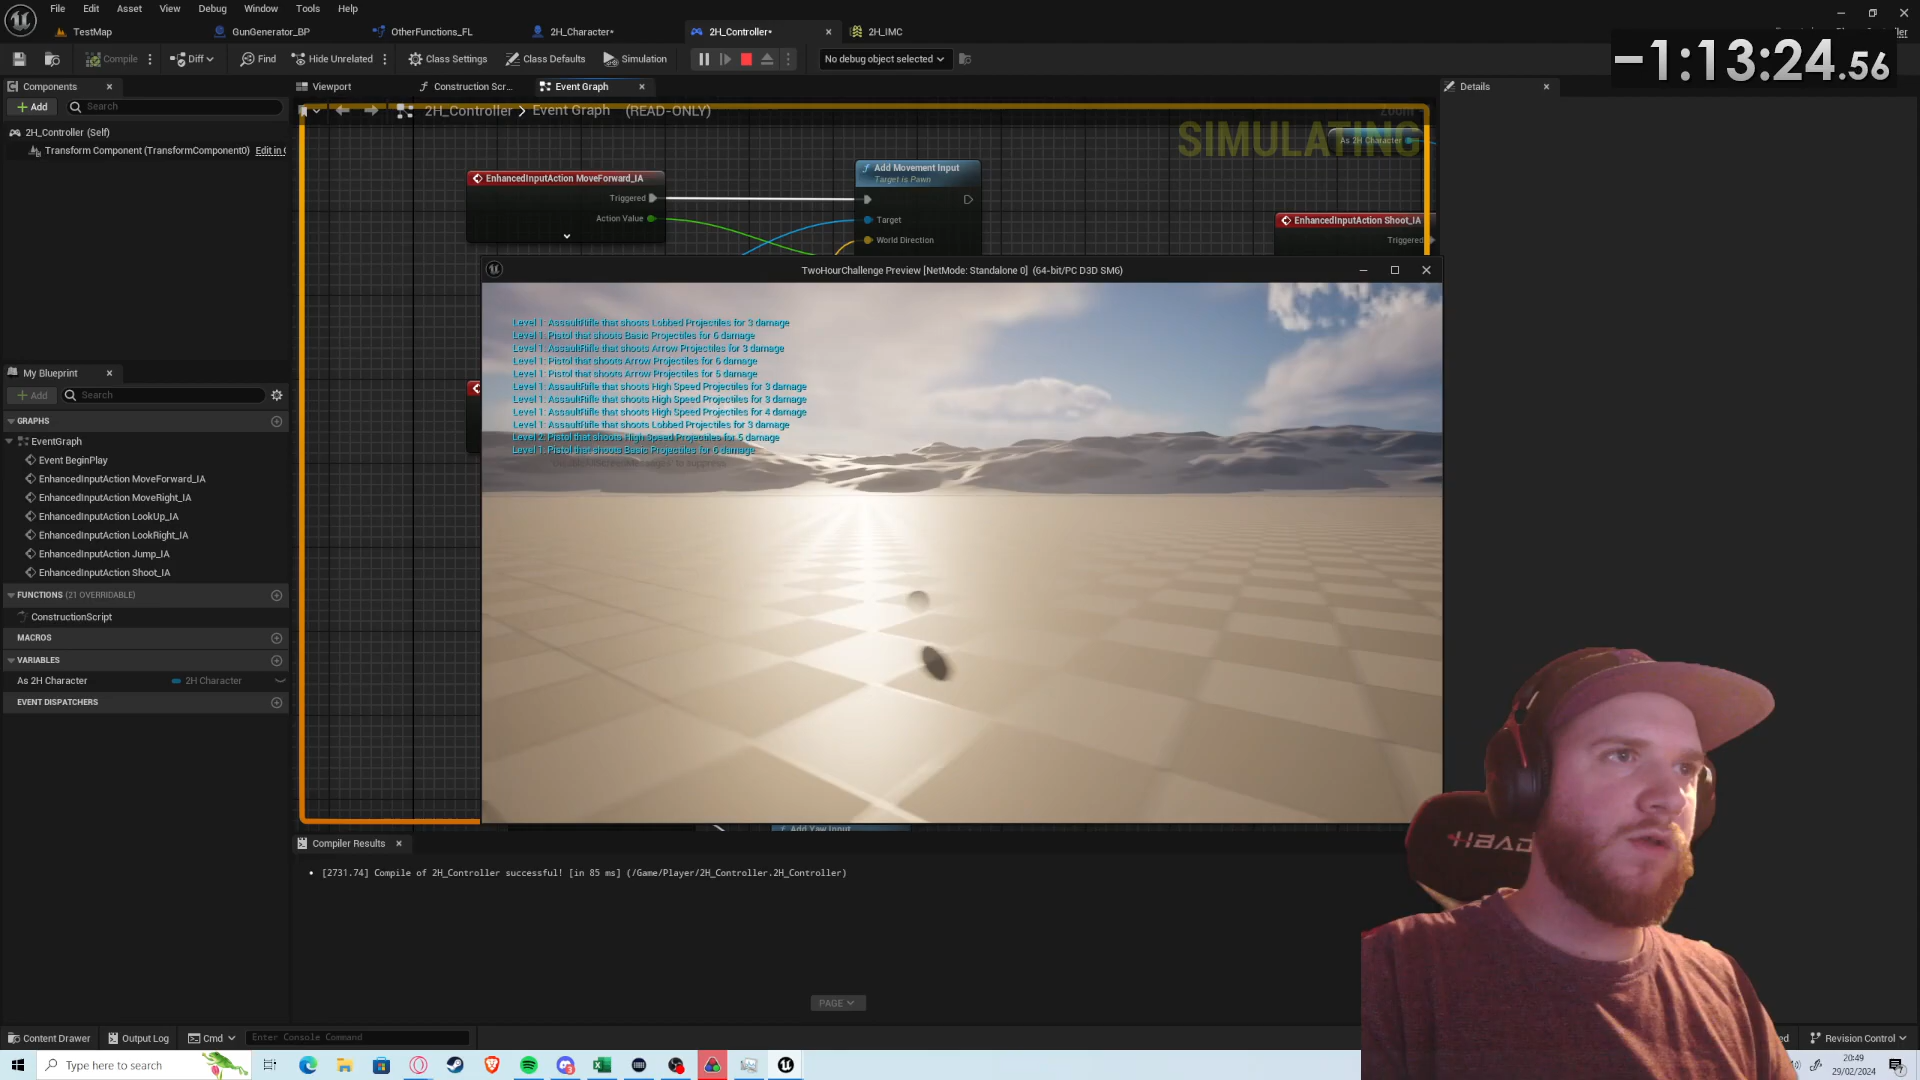 File Edit Asset View Debug Window Tools Help
TestMap GunGenerator_BP OtherFunctions_FL 2H_Character* 2H_Controller* 2H_IMC
-1:13:24.56
Compile Diff Find Hide Unrelated Class Settings Class Defaults Simulation No debug object selected
Components Viewport Construction Scr... Event Graph Details
Add Search
2H_Controller > Event Graph (READ-ONLY)
SIMULATING
2H_Controller (Self)
As 2H Character
Transform Component (TransformComponent0) Edit in C
EnhancedInputAction MoveForward_IA
Triggered
Action Value
Add Movement Input
Target is Pawn
Target
World Direction
EnhancedInputAction Shoot_IA
Triggered
TwoHourChallenge Preview [NetMode: Standalone 0] (64-bit/PC D3D SM6)
Level 1: AssaultRifle that shoots Lobbed Projectiles for 3 damage
Level 1: Pistol that shoots Basic Projectiles for 6 damage
Level 1: AssaultRifle that shoots Arrow Projectiles for 3 damage
Level 1: Pistol that shoots Arrow Projectiles for 6 damage
Level 1: Pistol that shoots Arrow Projectiles for 5 damage
Level 1: AssaultRifle that shoots High Speed Projectiles for 3 damage
Level 1: AssaultRifle that shoots High Speed Projectiles for 3 damage
Level 1: AssaultRifle that shoots High Speed Projectiles for 4 damage
Level 1: AssaultRifle that shoots Lobbed Projectiles for 3 damage
Level 2: Pistol that shoots High Speed Projectiles for 5 damage
Level 1: Pistol that shoots Basic Projectiles for 6 damage
My Blueprint
Add Search
GRAPHS
EventGraph
Event BeginPlay
EnhancedInputAction MoveForward_IA
EnhancedInputAction MoveRight_IA
EnhancedInputAction LookUp_IA
EnhancedInputAction LookRight_IA
EnhancedInputAction Jump_IA
EnhancedInputAction Shoot_IA
FUNCTIONS (21 OVERRIDABLE)
ConstructionScript
MACROS
VARIABLES
As 2H Character 2H Character
EVENT DISPATCHERS
Add Yaw Input
Compiler Results
[2731.74] Compile of 2H_Controller successful! [in 85 ms] (/Game/Player/2H_Controller.2H_Controller)
HBAD
PAGE
Content Drawer Output Log Cmd Enter Console Command Revision Control
Type here to search
20:49
29/02/2024